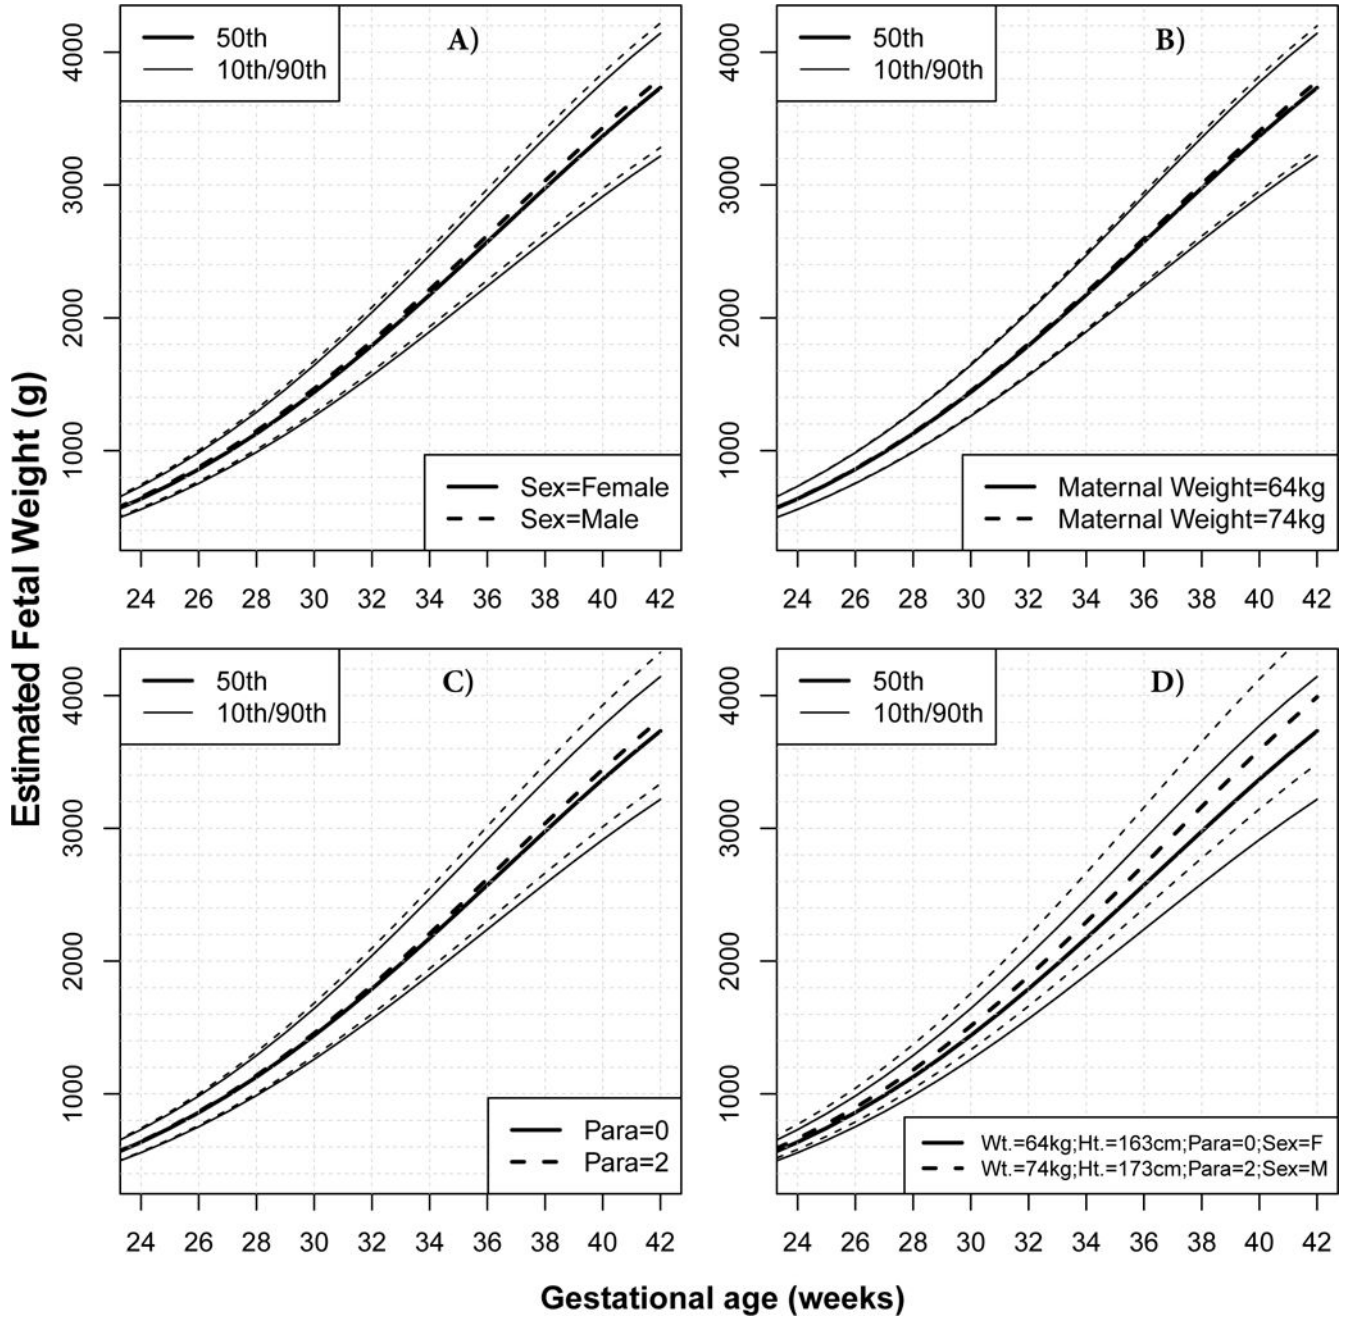 Estimated Fetal Weight (g)
A)
50th
10th/90th
4000
3000
2000
1000
Sex=Female
Sex=Male
24 26 28 30 32 34 36 38 40 42
B)
50th
10th/90th
4000
3000
2000
1000
Maternal Weight=64kg
Maternal Weight=74kg
24 26 28 30 32 34 36 38 40 42
C)
50th
10th/90th
4000
3000
2000
1000
Para=0
Para=2
24 26 28 30 32 34 36 38 40 42
D)
50th
10th/90th
4000
3000
2000
1000
Wt.=64kg;Ht.=163cm;Para=0;Sex=F
Wt.=74kg;Ht.=173cm;Para=2;Sex=M
24 26 28 30 32 34 36 38 40 42
Gestational age (weeks)